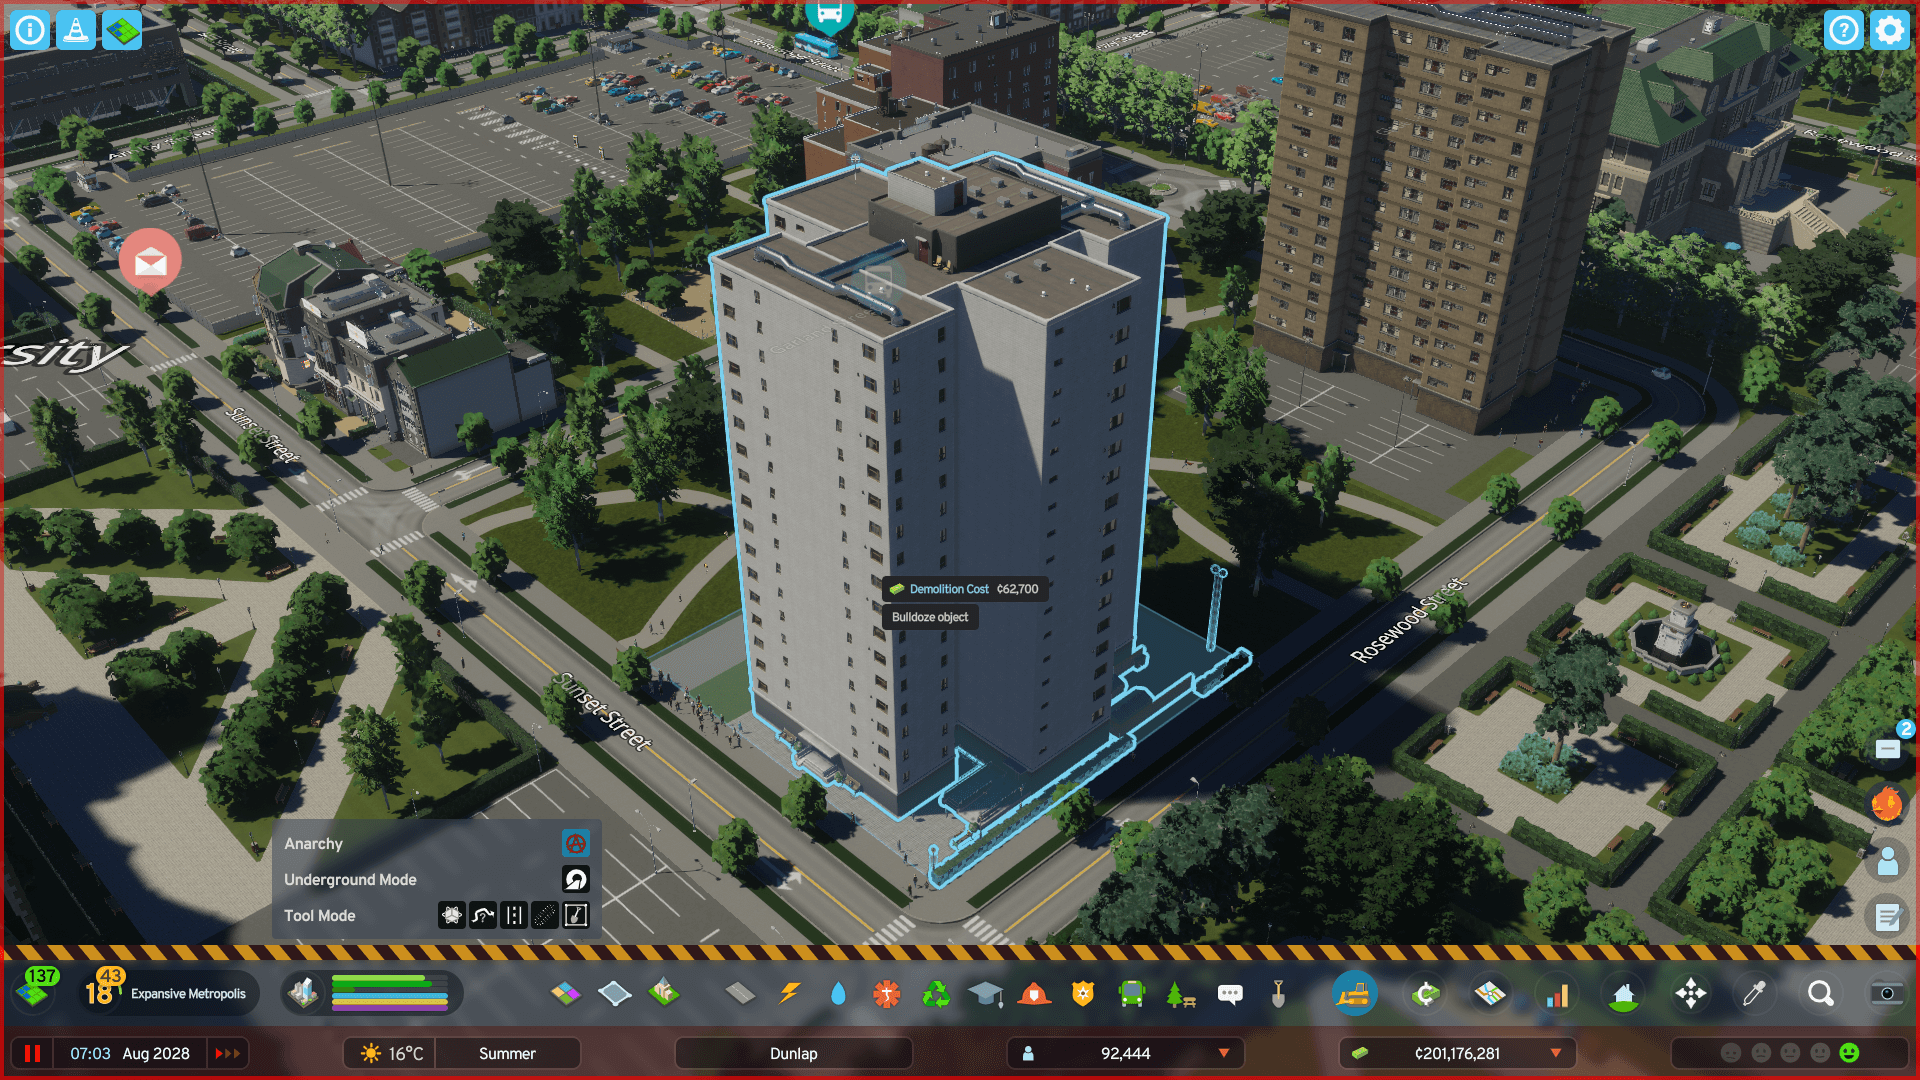 rsity
Sunset Street
Sunset Street
Rosewood Street
Demolition Cost ¢62,700
Bulldoze object
Anarchy
Underground Mode
Tool Mode
2
137
43
18
Expansive Metropolis
07:03 Aug 2028
16°C
Summer
Dunlap
92,444
¢201,176,281